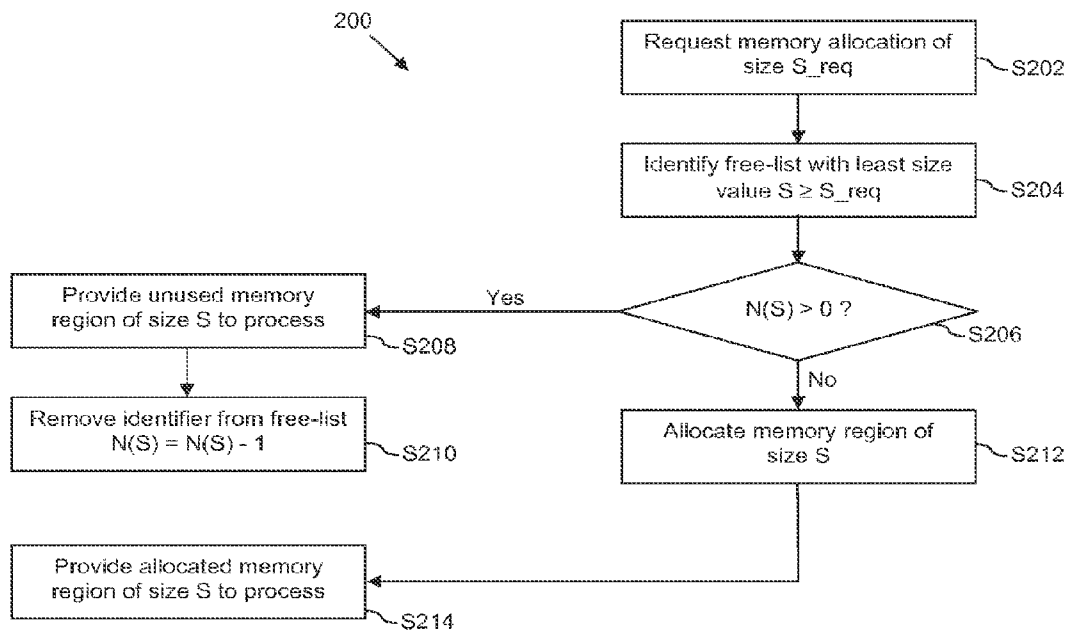 200
Request memory allocation of
size S_req
S202
Identify free-list with least size
value S ≥ S_req
S204
N(S) > 0 ?
S206
Yes
No
Provide unused memory
region of size S to process
S208
Remove identifier from free-list
N(S) = N(S) - 1
S210
Allocate memory region of
size S
S212
Provide allocated memory
region of size S to process
S214